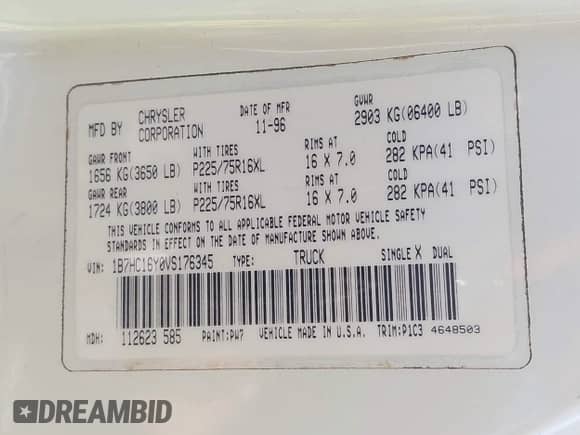 MFD BY CHRYSLER CORPORATION DATE OF MFR 11-96 GVWR 2903 KG(06400 LB)
GAWR FRONT WITH TIRES RIMS AT COLD
1656 KG(3650 LB) P225/75R16XL 16 X 7.0 282 KPA(41 PSI)
GAWR REAR WITH TIRES RIMS AT COLD
1724 KG(3800 LB) P225/75R16XL 16 X 7.0 282 KPA(41 PSI)
THIS VEHICLE CONFORMS TO ALL APPLICABLE FEDERAL MOTOR VEHICLE SAFETY
STANDARDS IN EFFECT ON THE DATE OF MANUFACTURE SHOWN ABOVE.
VIN: 1B7HC16Y0VS176345 TYPE: TRUCK SINGLE X DUAL
MDH: 112623 585 PAINT:PW7 VEHICLE MADE IN U.S.A. TRIM:P1C3 4648503
DREAMBID